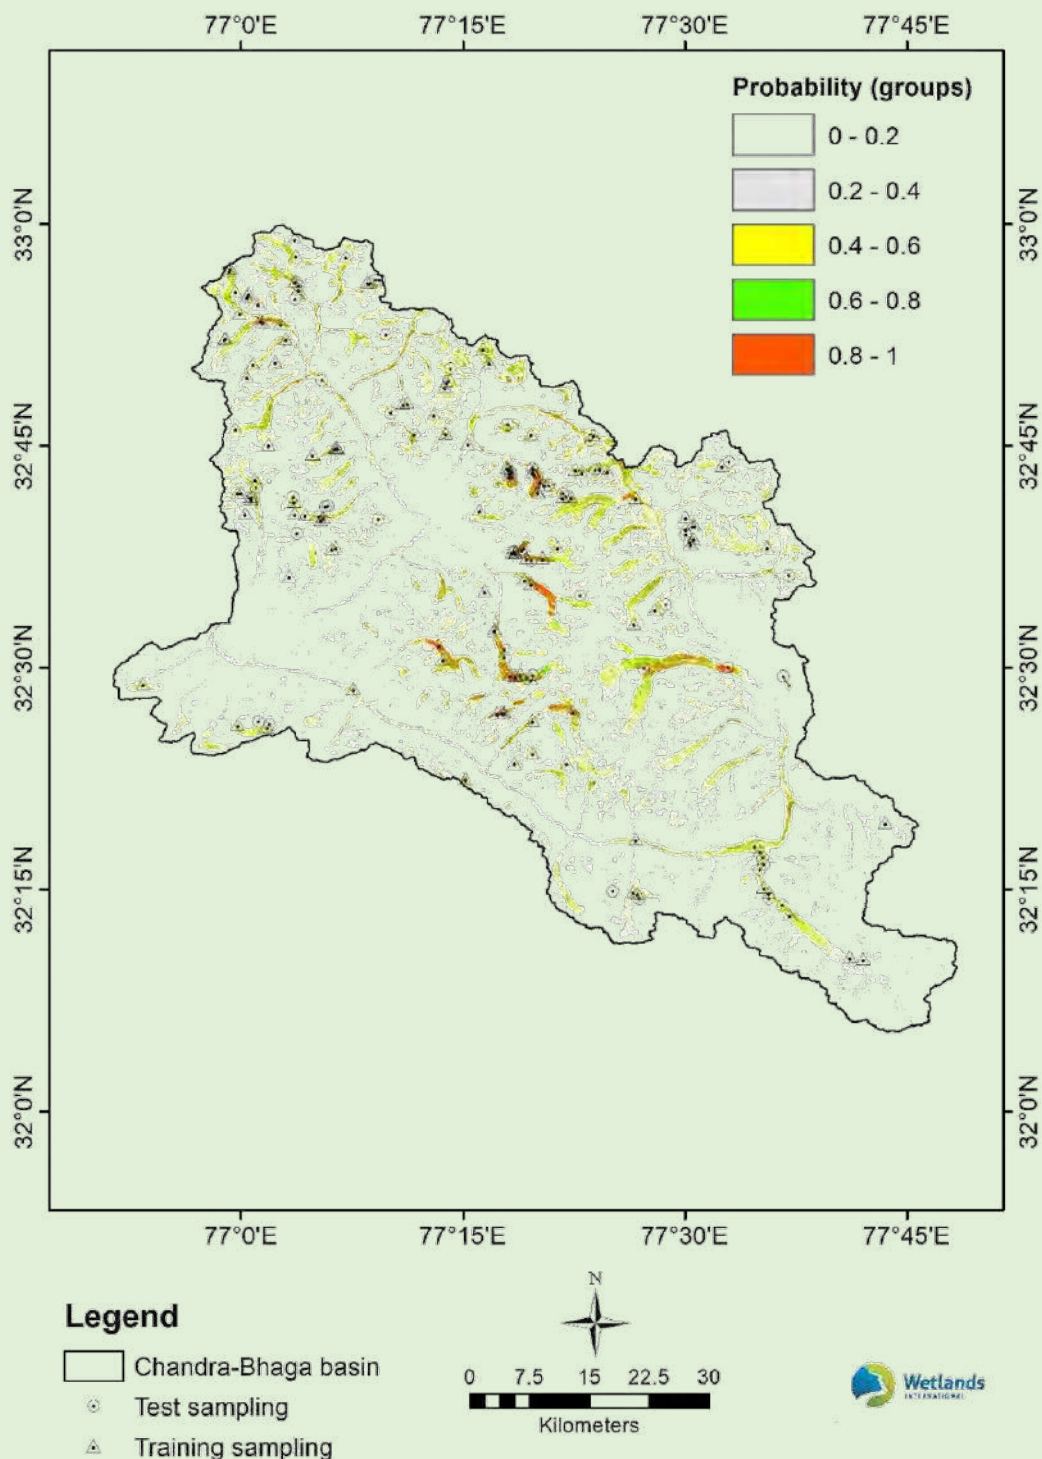 77°0'E 77°15'E 77°30'E 77°45'E
Probability (groups)
0 - 0.2
0.2 - 0.4
0.4 - 0.6
0.6 - 0.8
0.8 - 1
33°0'N 33°0'N
32°45'N 32°45'N
32°30'N 32°30'N
32°15'N 32°15'N
32°0'N 32°0'N
77°0'E 77°15'E 77°30'E 77°45'E
N
Legend
Chandra-Bhaga basin
Test sampling
Training sampling
0 7.5 15 22.5 30
Kilometers
Wetlands
INTERNATIONAL